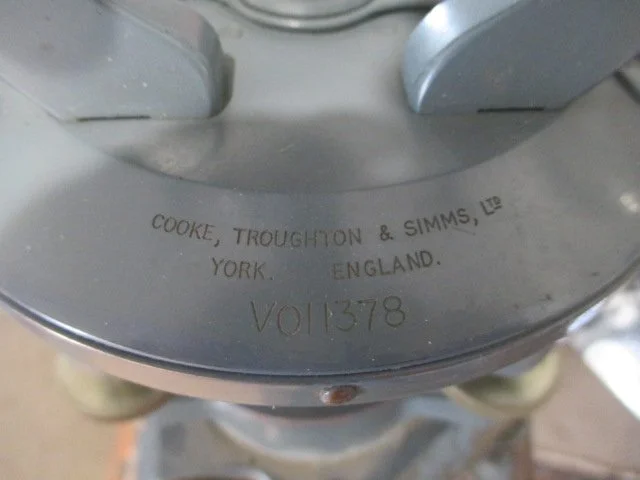 COOKE, TROUGHTON & SIMMS, LTD
YORK. ENGLAND.
V011378